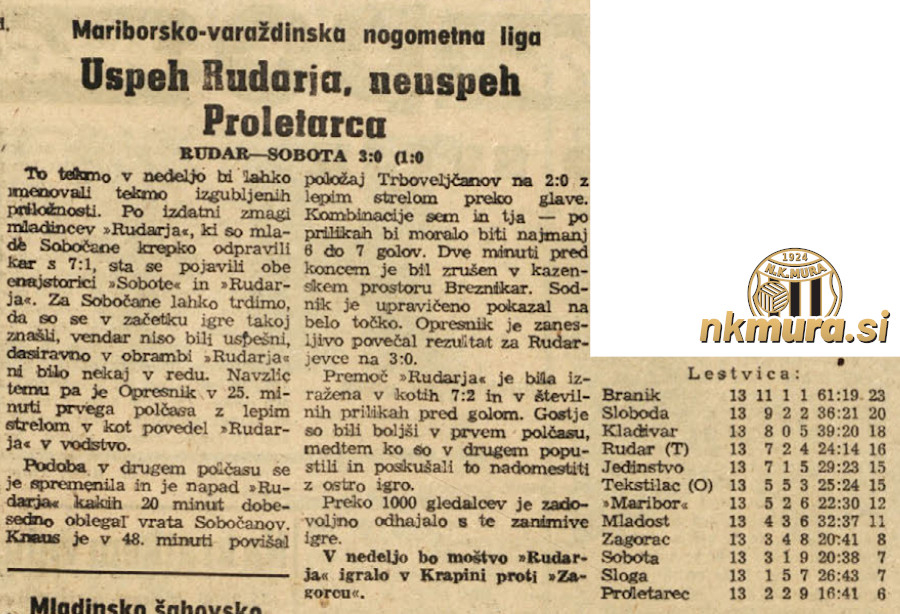 Mariborsko-varaždinska nogometna liga
Uspeh Rudarja, neuspeh
Proletarca
RUDAR—SOBOTA 3:0 (1:0
To tekmo v nedeljo bi lahko
imenovali tekmo izgubljenih
priložnosti. Po izdatni zmagi
mladincev »Rudarja«, ki so mla-
de Sobočane krepko odpravili
kar s 7:1, sta se pojavili obe
enajstorici »Sobote« in »Rudar-
ja«. Za Sobočane lahko trdimo,
da so se v začetku igre takoj
znašli, vendar niso bili uspešni,
dasiravno v obrambi »Rudarja«
ni bilo nekaj v redu. Navzlic
temu pa je Opresnik v 25. mi-
nuti prvega polčasa z lepim
strelom v kot povedel »Rudar-
ja« v vodstvo.
Podoba v drugem polčasu se
je spremenila in je napad »Ru-
darja« kakih 20 minut dobe-
sedno oblegal vrata Sobočanov.
Knaus je v 48. minuti povišal
položaj Trboveljčanov na 2:0 z
lepim strelom preko glave.
Kombinacije sem in tja — po
prilikah bi moralo biti najmanj
6 do 7 golov. Dve minuti pred
koncem je bil zrušen v kazen-
skem prostoru Breznikar. Sod-
nik je upravičeno pokazal na
belo točko. Opresnik je zanes-
ljivo povečal rezultat za Rudar-
jevce na 3:0.
Premoč »Rudarja« je bila iz-
ražena v kotih 7:2 in v števil-
nih prilikah pred golom. Gostje
so bili boljši v prvem polčasu,
medtem ko so v drugem popu-
stili in poskušali to nadomestiti
z ostro igro.
Preko 1000 gledalcev je zado-
voljno odhajalo s te zanimive
igre.
V nedeljo bo moštvo »Rudar-
ja« igralo v Krapini proti »Za-
gorcu«.
Mladinsko šahovsko
1924
N.K. MURA
nkmura.si
Lestvica:
Branik 13 11 1 1 61:19 23
Sloboda 13 9 2 2 36:21 20
Kladivar 13 8 0 5 39:20 18
Rudar (T) 13 7 2 4 24:14 16
Jedinstvo 13 7 1 5 29:23 15
Tekstilac (O) 13 5 5 3 25:24 15
»Maribor« 13 5 2 6 22:30 12
Mladost 13 4 3 6 32:37 11
Zagorac 13 3 4 8 20:41 8
Sobota 13 3 1 9 20:38 7
Sloga 13 1 5 7 26:43 7
Proletarec 13 2 2 9 16:41 6